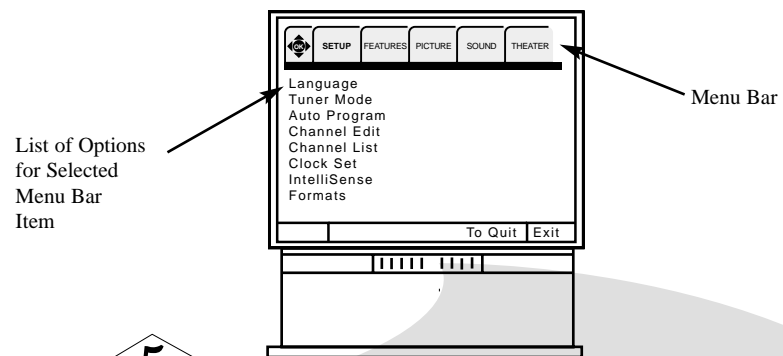 OK SETUP FEATURES PICTURE SOUND THEATER
Menu Bar
Language
Tuner Mode
Auto Program
Channel Edit
Channel List
Clock Set
IntelliSense
Formats
To Quit Exit
List of Options
for Selected
Menu Bar
Item
5